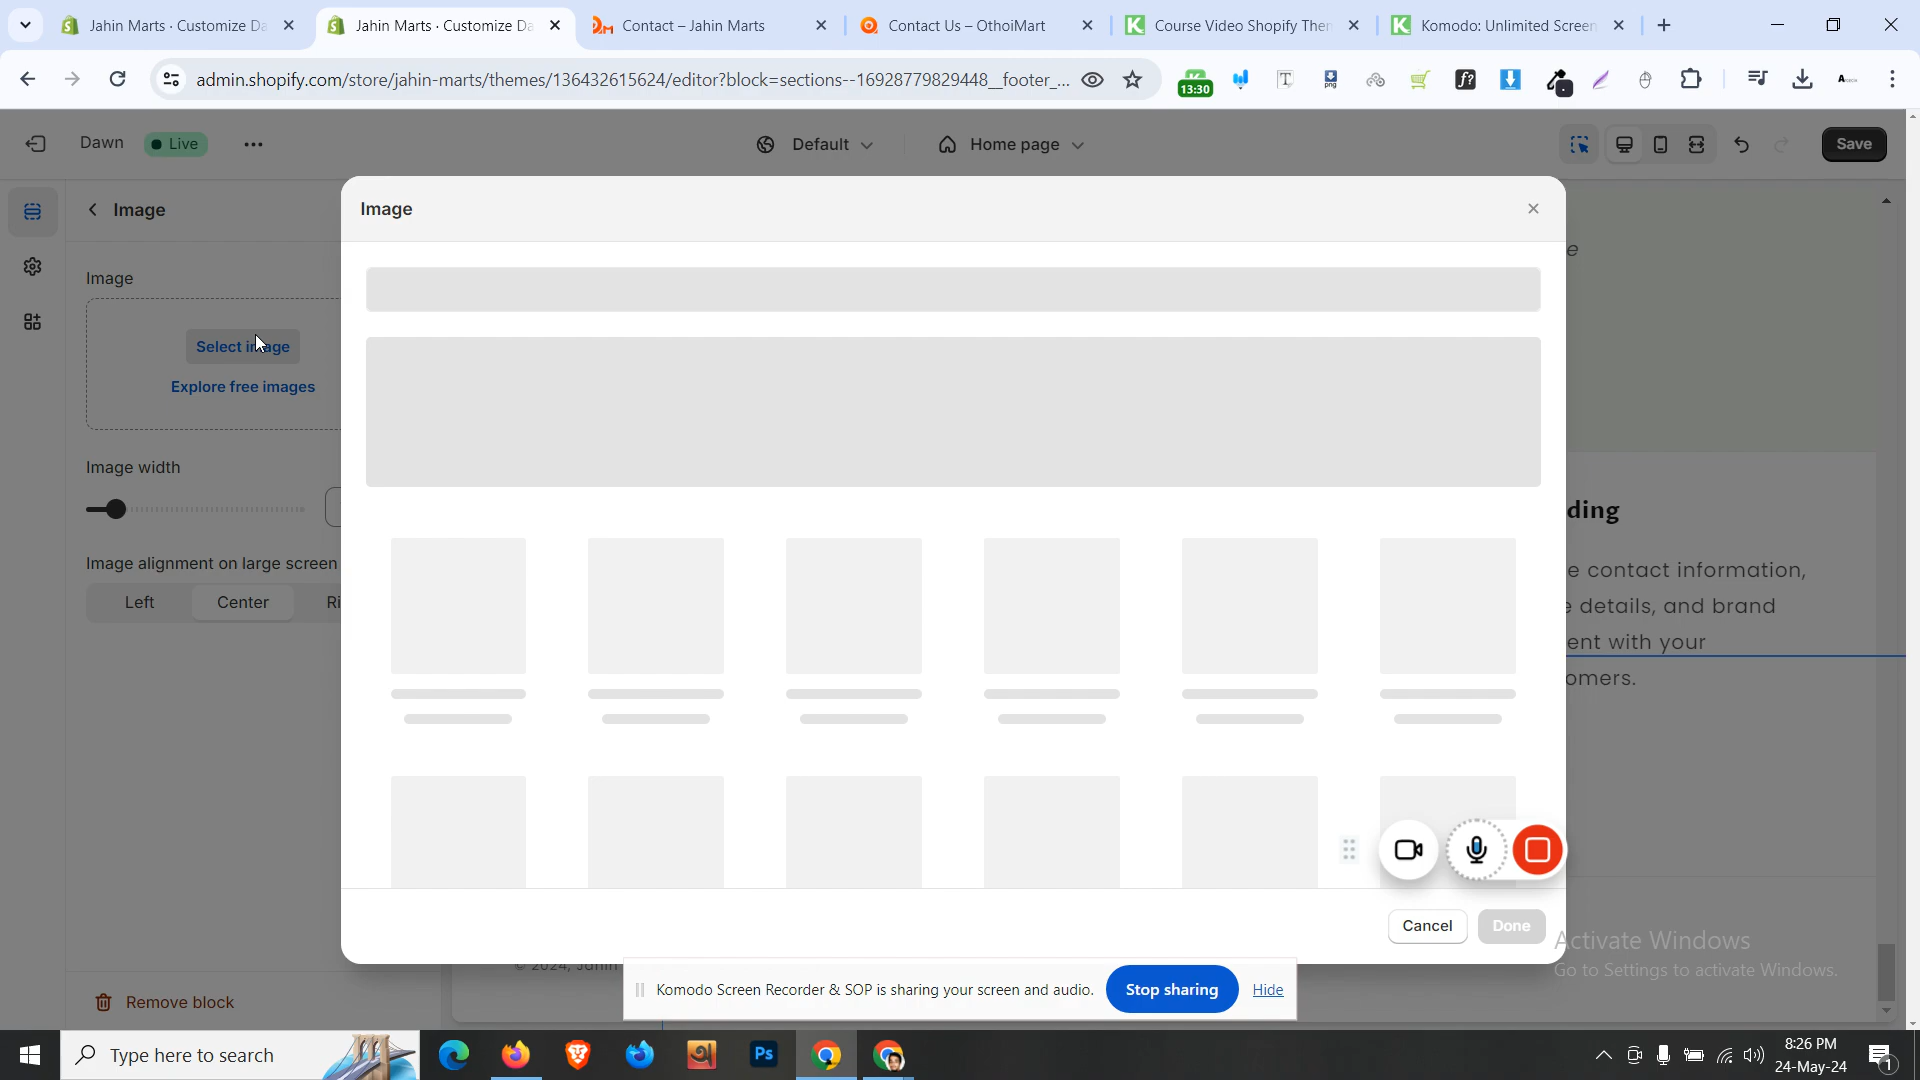 Jahin Marts · Customize Da
Jahin Marts · Customize Da
Contact – Jahin Marts
Contact Us – OthoiMart
Course Video Shopify Then
Komodo: Unlimited Screen
admin.shopify.com/store/jahin-marts/themes/136432615624/editor?block=sections--16928779829448__footer_...
13:30
Dawn
Live
Default
Home page
Save
Image
Image
Image
Select image
Explore free images
Image width
Image alignment on large screen
Left
Center
Ri
e
ding
e contact information,
details, and brand
ent with your
omers.
Cancel
Done
Activate Windows
Go to Settings to activate Windows.
Remove block
© 2024, Jahin
Komodo Screen Recorder & SOP is sharing your screen and audio.
Stop sharing
Hide
Type here to search
Ps
8:26 PM
24-May-24
1